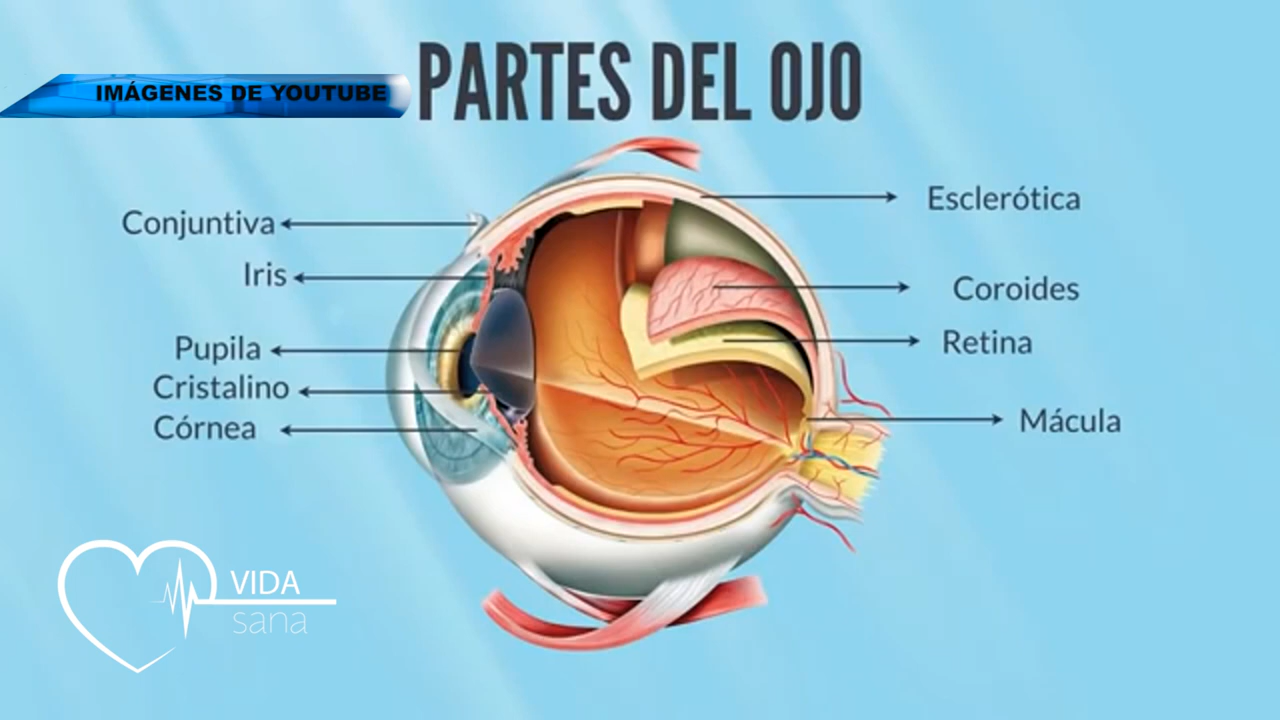 PARTES DEL OJO
IMÁGENES DE YOUTUBE
Conjuntiva
Iris
Pupila
Cristalino
Córnea
Esclerótica
Coroides
Retina
Mácula
VIDA
sana